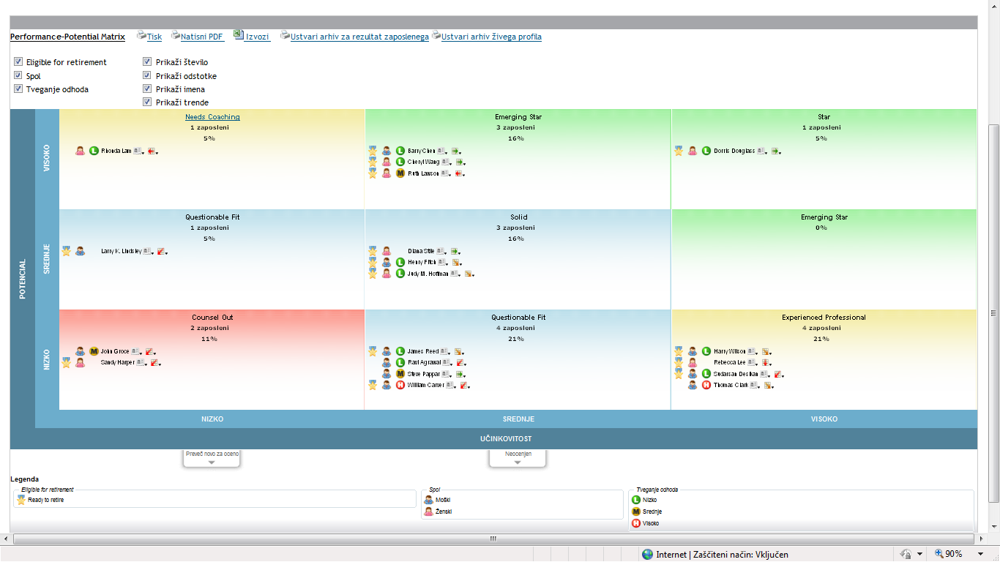 Performance-Potential Matrix Tisk Natisni PDF Izvozi Ustvari arhiv za rezultat zaposlenega Ustvari arhiv živega profila
Eligible for retirement Prikaži število
Spol Prikaži odstotke
Tveganje odhoda Prikaži imena
Prikaži trende
POTENCIAL
VISOKO
Needs Coaching
1 zaposleni
5%
L Rhonda Lam
Emerging Star
3 zaposleni
16%
L Barry Chen
L Cheryl Wang
M Ruth Lawson
Star
1 zaposleni
5%
L Dorris Douglass
SREDNJE
Questionable Fit
1 zaposleni
5%
Larry K. Lindsley
Solid
3 zaposleni
16%
Diana Stile
L Henry Fitch
L Judy M. Hoffman
Emerging Star
0%
NIZKO
Counsel Out
2 zaposleni
11%
M John Groce
Sandy Harper
Questionable Fit
4 zaposleni
21%
L James Reed
L Ravi Agrawal
M Steve Pappar
H William Carver
Experienced Professional
4 zaposleni
21%
L Harry Wilson
Rebecca Lee
L Sudarsan Desikan
H Thomas Clark
NIZKO SREDNJE VISOKO
UČINKOVITOST
Preveč novo za oceno Neocenjen
Legenda
Eligible for retirement
Ready to retire
Spol
Moški
Ženski
Tveganje odhoda
L Nizko
M Srednje
H Visoko
Internet | Zaščiteni način: Vključen 90%